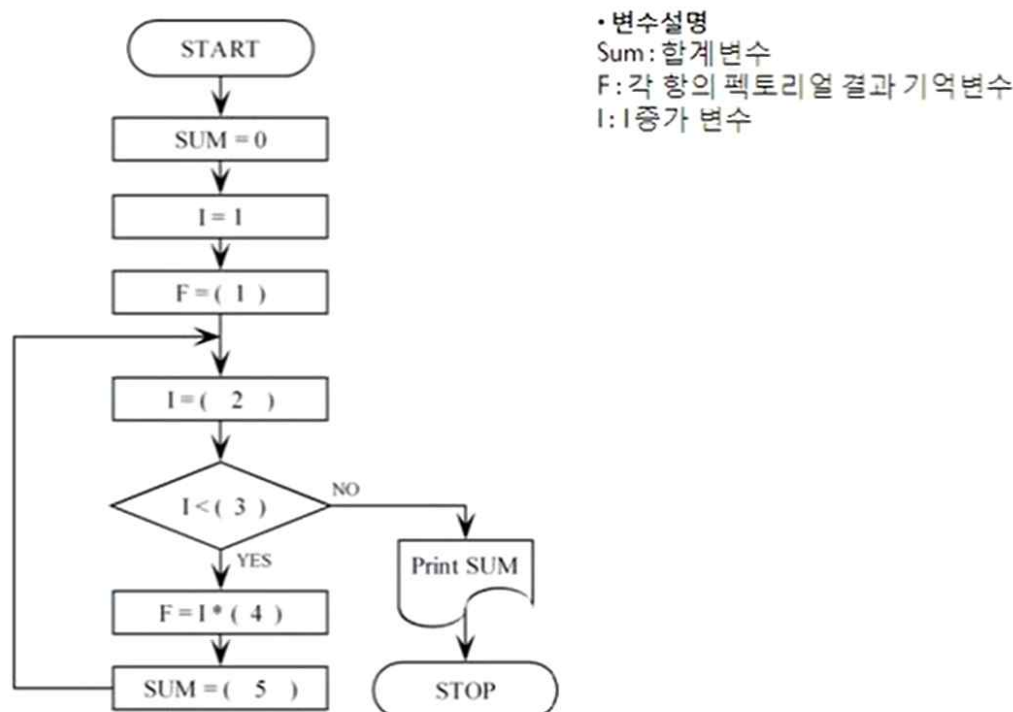 START
SUM = 0
I = 1
F = ( 1 )
I = ( 2 )
I < ( 3 )
NO
YES
Print SUM
F = I * ( 4 )
SUM = ( 5 )
STOP
• 변수설명
Sum : 합계변수
F : 각 항의 펙토리얼 결과 기억변수
I : I증가 변수